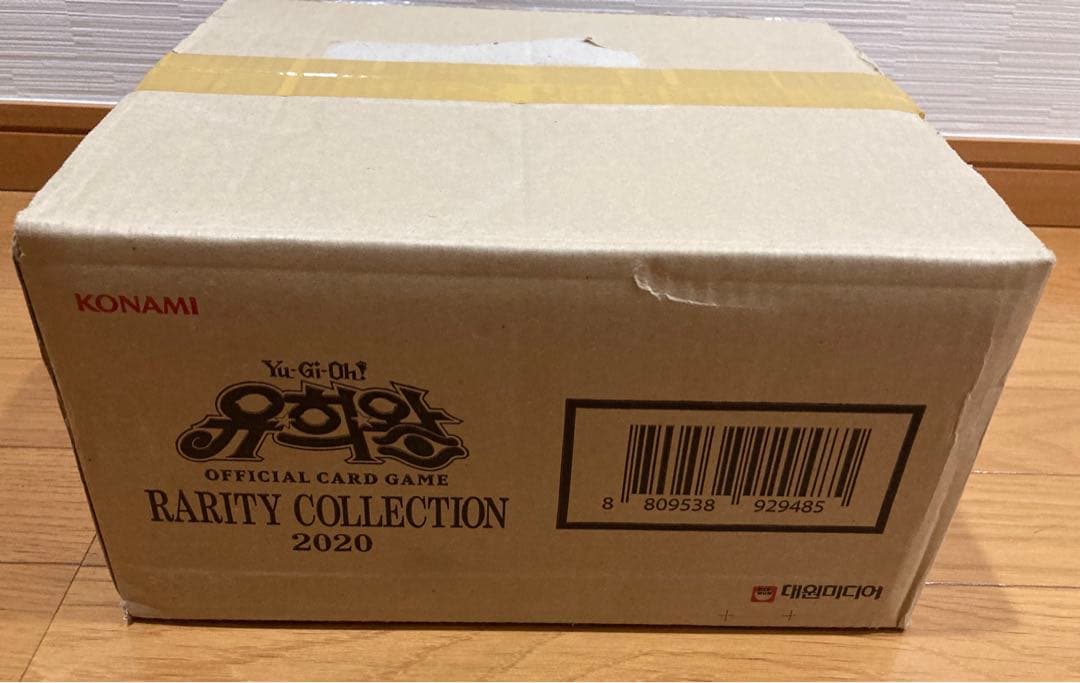 KONAMI
Yu-Gi-Oh!
유희왕
OFFICIAL CARD GAME
RARITY COLLECTION
2020
8 809538 929485
대원미디어